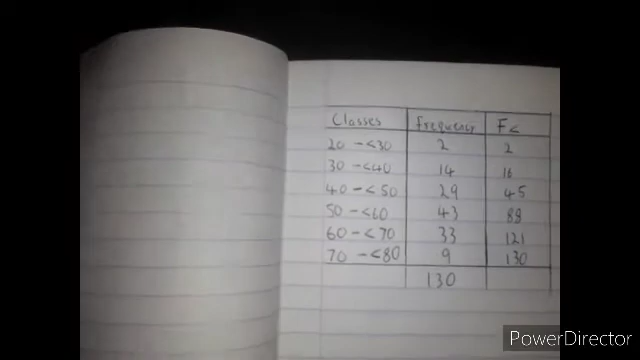 Classes Frequency F<
20 -<30 2 2
30 -<40 14 16
40 -<50 29 45
50 -<60 43 88
60 -<70 33 121
70 -<80 9 130
130
PowerDirector